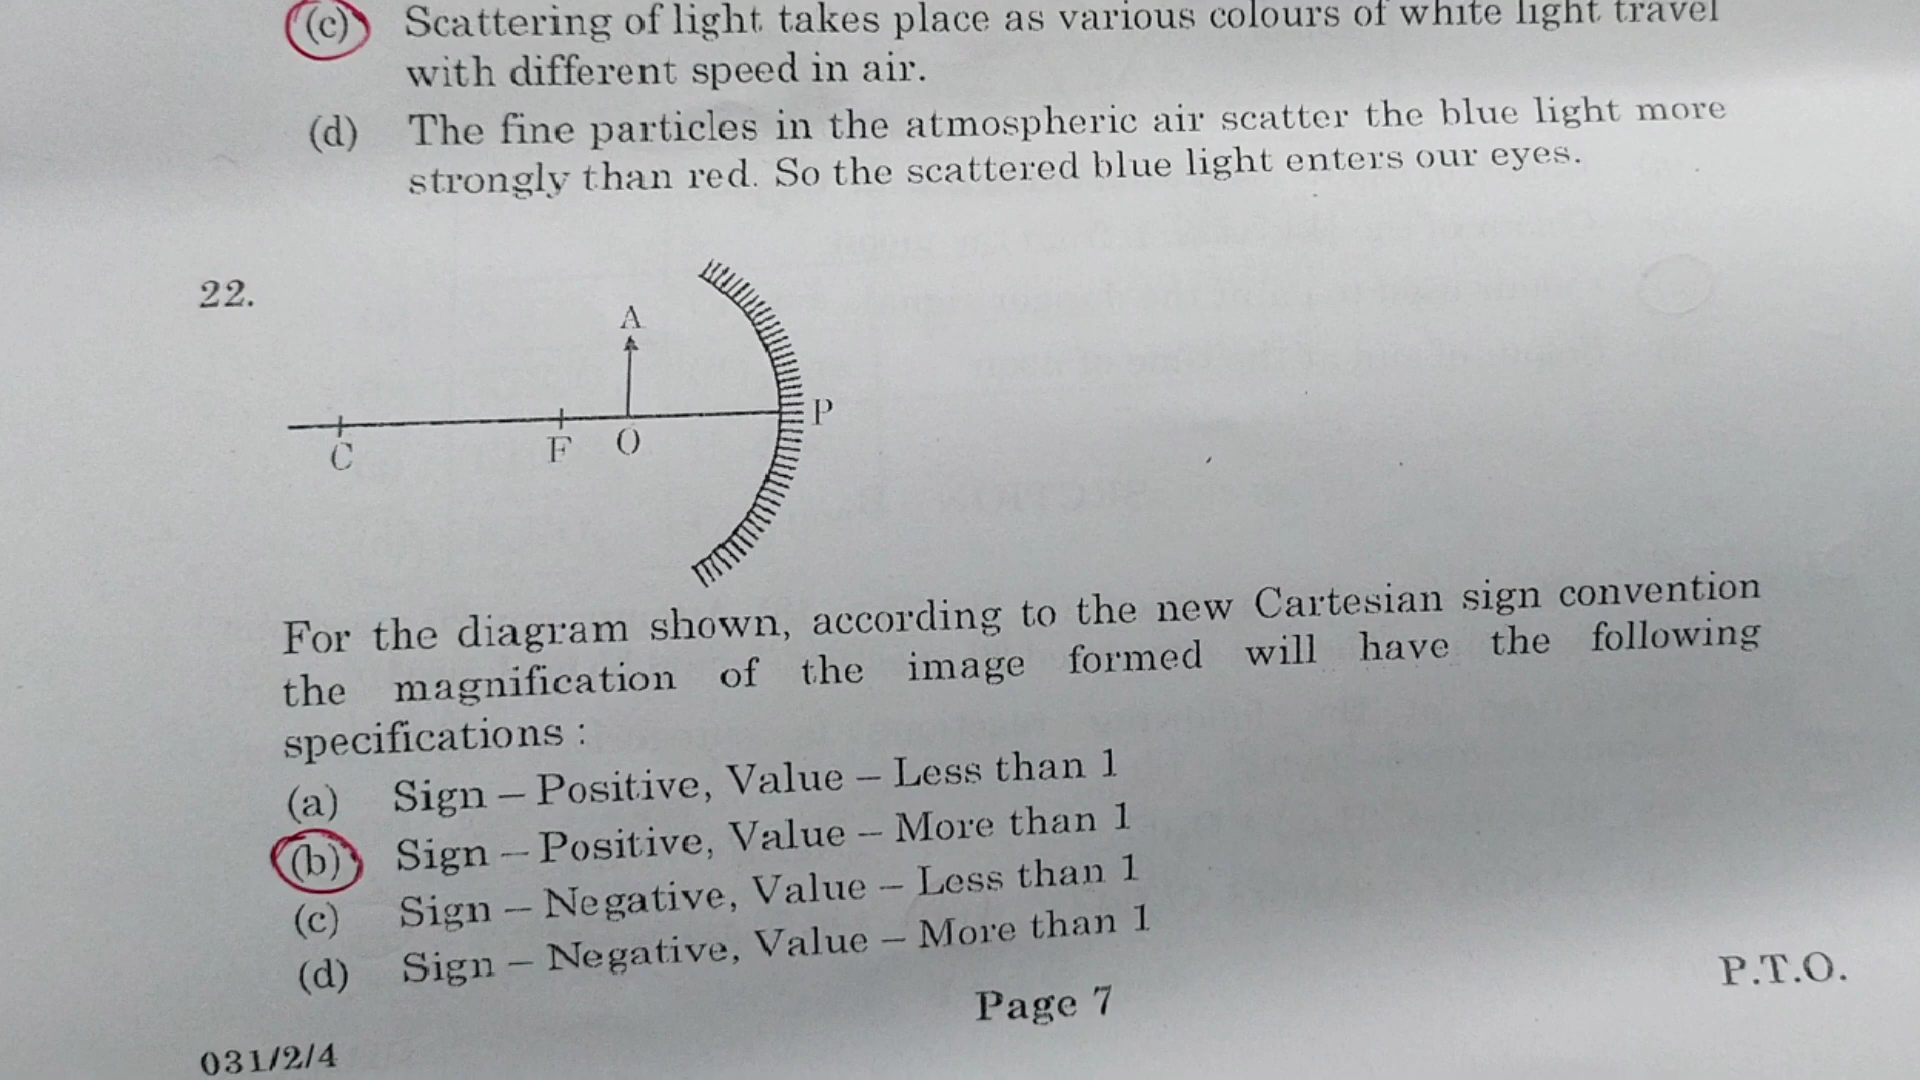 (c) Scattering of light takes place as various colours of white light travel
with different speed in air.
(d) The fine particles in the atmospheric air scatter the blue light more
strongly than red. So the scattered blue light enters our eyes.
22.
A
P
C F O
For the diagram shown, according to the new Cartesian sign convention
the magnification of the image formed will have the following
specifications :
(a) Sign – Positive, Value – Less than 1
(b) Sign – Positive, Value – More than 1
(c) Sign – Negative, Value – Less than 1
(d) Sign – Negative, Value – More than 1
P.T.O.
Page 7
031/2/4